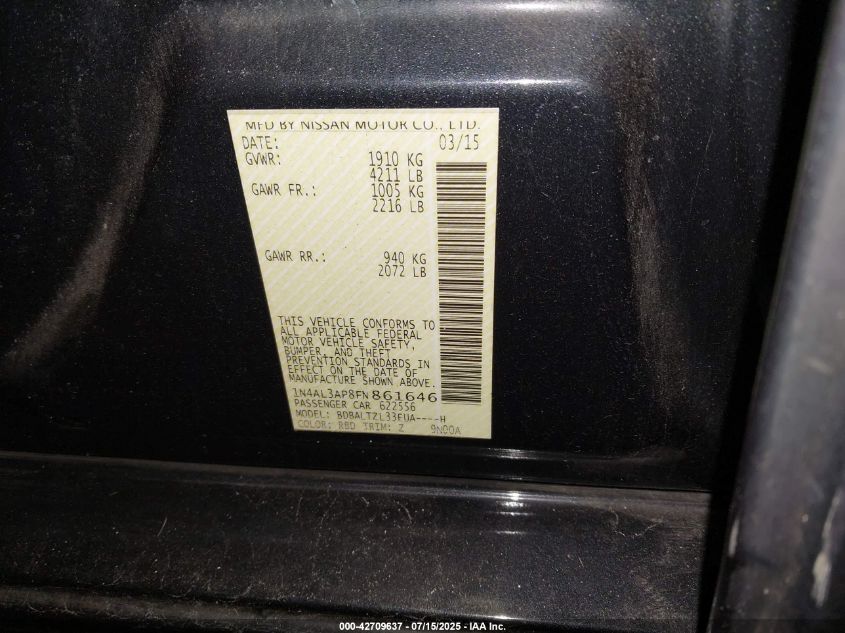 MFD BY NISSAN MOTOR CO., LTD.
DATE: 03/15
GVWR: 1910 KG
4211 LB
GAWR FR.: 1005 KG
2216 LB
GAWR RR.: 940 KG
2072 LB
THIS VEHICLE CONFORMS TO
ALL APPLICABLE FEDERAL
MOTOR VEHICLE SAFETY,
BUMPER, AND THEFT
PREVENTION STANDARDS IN
EFFECT ON THE DATE OF
MANUFACTURE SHOWN ABOVE.
1N4AL3AP8FN861646
PASSENGER CAR 622556
MODEL: BDBALTZL33EUA----H
COLOR: RBD TRIM: Z 9N00A
000-42709637 - 07/15/2025 - IAA Inc.